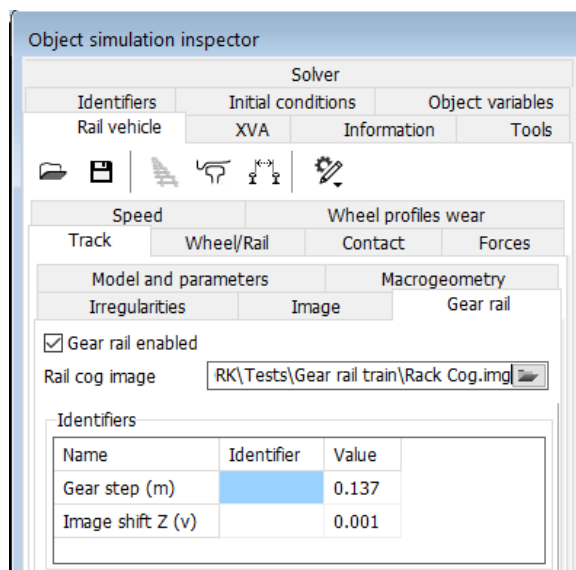 Object simulation inspector
Solver
Identifiers Initial conditions Object variables
Rail vehicle XVA Information Tools
Speed Wheel profiles wear
Track Wheel/Rail Contact Forces
Model and parameters Macrogeometry
Irregularities Image Gear rail
Gear rail enabled
Rail cog image RK\Tests\Gear rail train\Rack Cog.img
Identifiers
Name Identifier Value
Gear step (m) 0.137
Image shift Z (v) 0.001